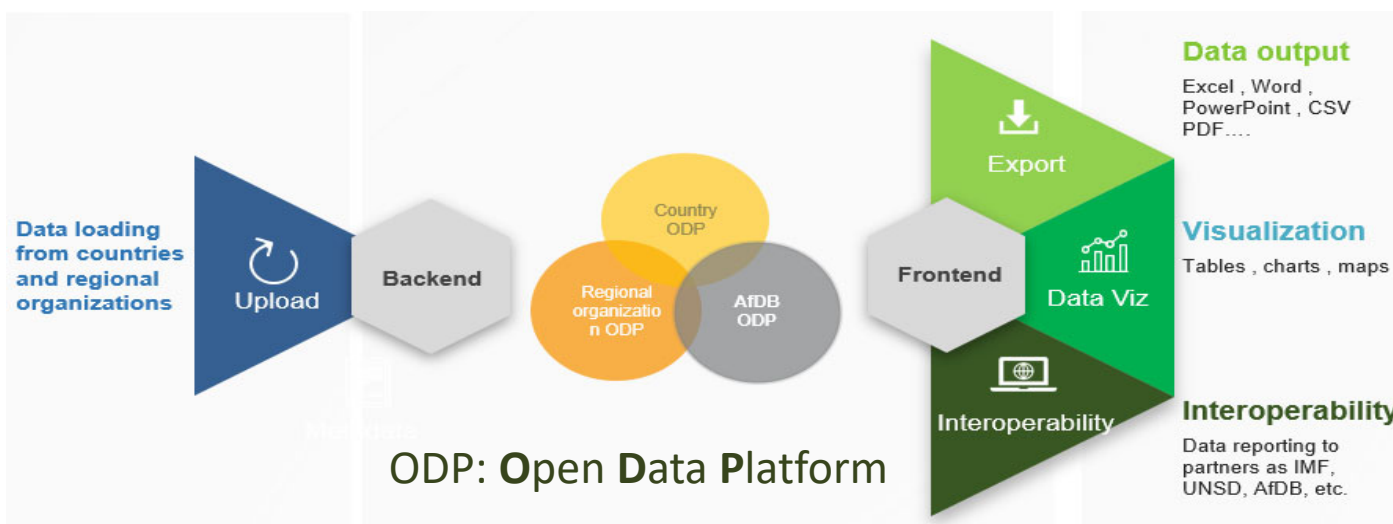 Data loading
from countries
and regional
organizations
Upload
Backend
Country
ODP
Regional
organizatio
n ODP
AfDB
ODP
Frontend
Export
Data Viz
Interoperability
Data output
Excel , Word ,
PowerPoint , CSV
PDF....
Visualization
Tables , charts , maps
Interoperability
Data reporting to
partners as IMF,
UNSD, AfDB, etc.
ODP: Open Data Platform